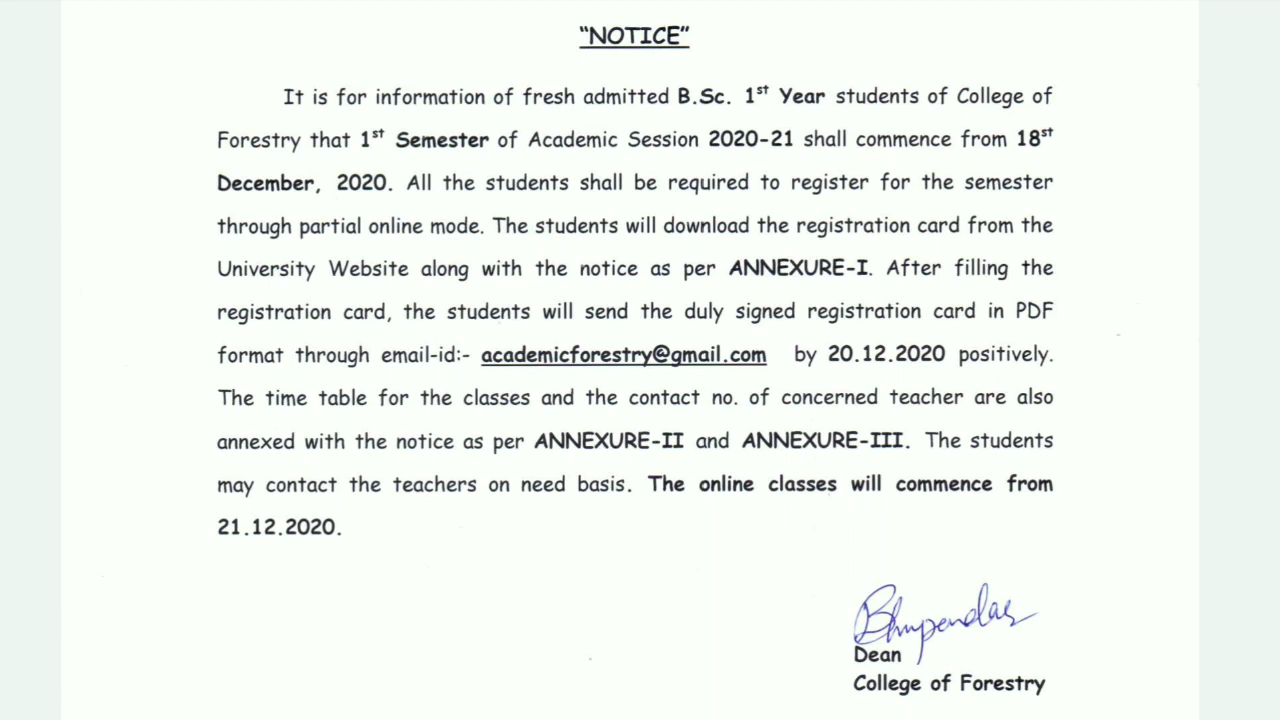 “NOTICE”
It is for information of fresh admitted B.Sc. 1st Year students of College of
Forestry that 1st Semester of Academic Session 2020-21 shall commence from 18st
December, 2020. All the students shall be required to register for the semester
through partial online mode. The students will download the registration card from the
University Website along with the notice as per ANNEXURE-I. After filling the
registration card, the students will send the duly signed registration card in PDF
format through email-id:- academicforestry@gmail.com by 20.12.2020 positively.
The time table for the classes and the contact no. of concerned teacher are also
annexed with the notice as per ANNEXURE-II and ANNEXURE-III. The students
may contact the teachers on need basis. The online classes will commence from
21.12.2020.
Dean
College of Forestry